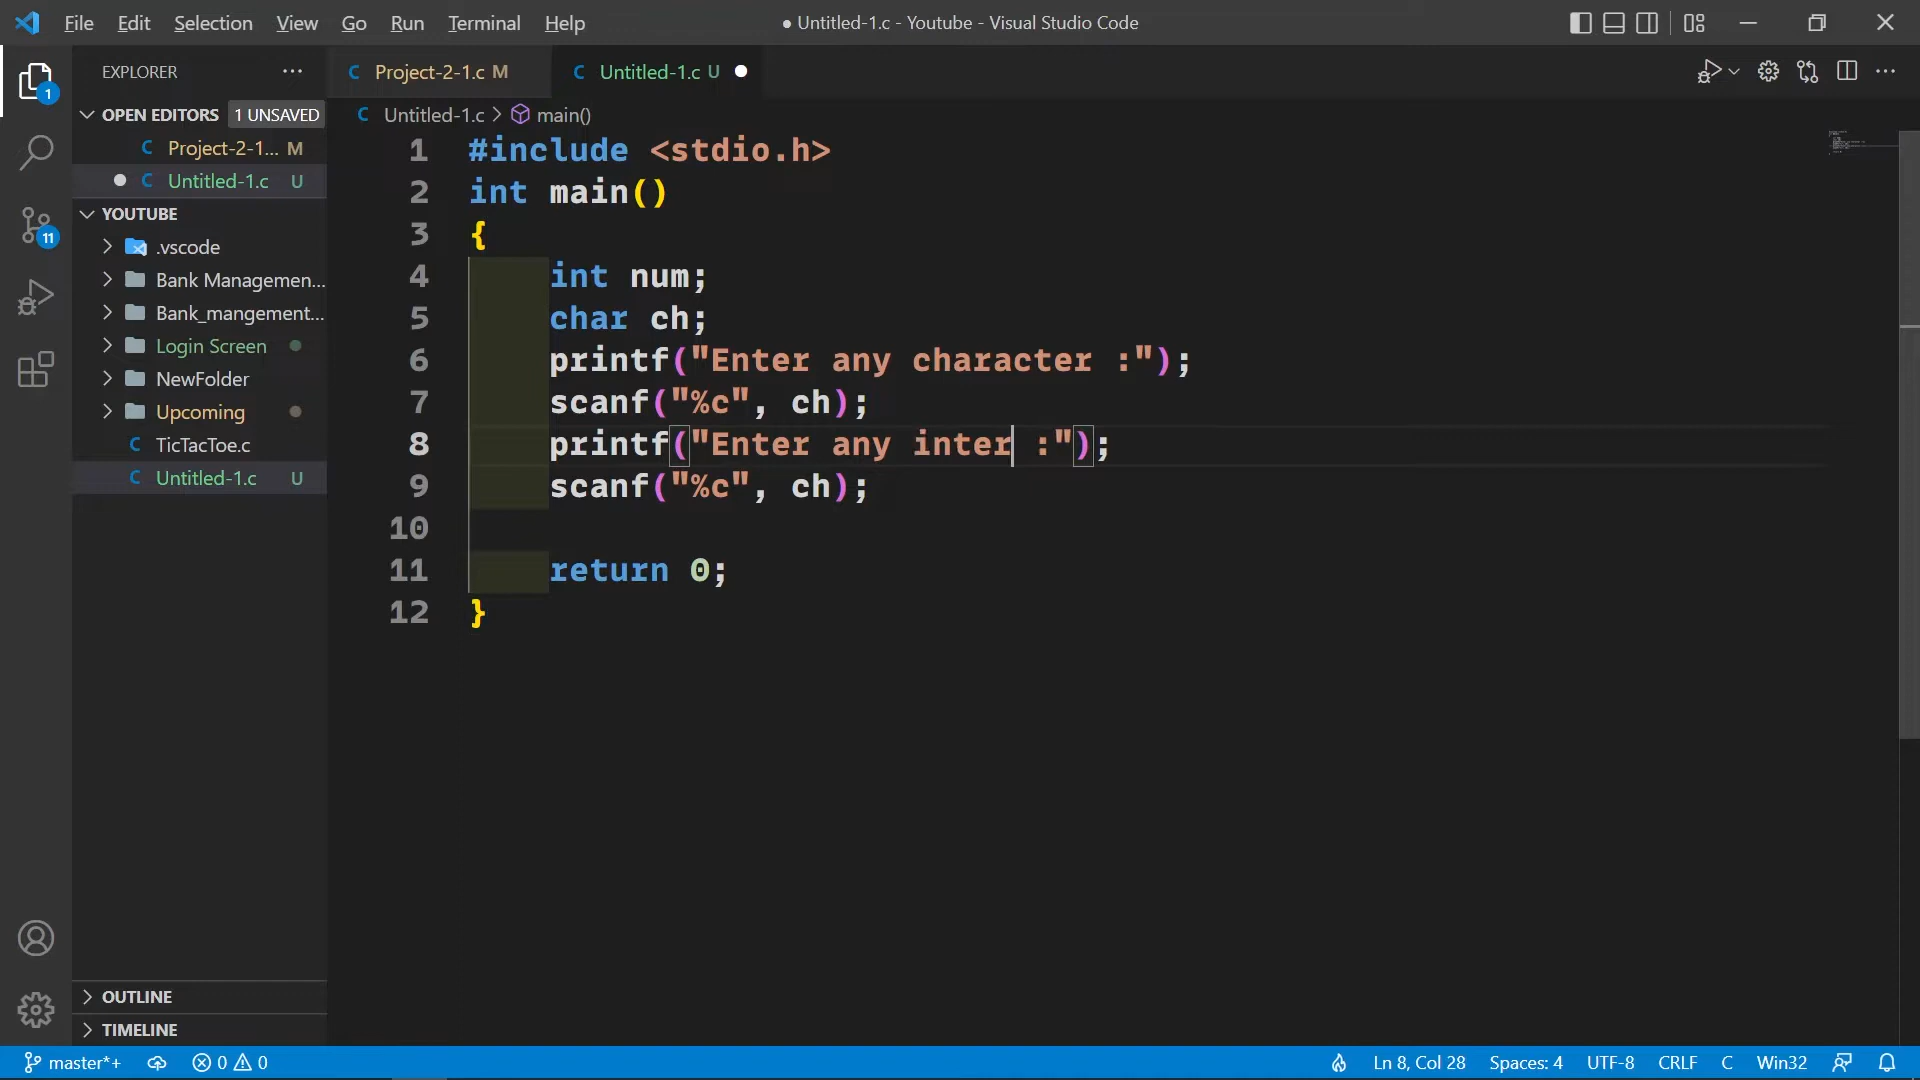 File Edit Selection View Go Run Terminal Help
● Untitled-1.c - Youtube - Visual Studio Code
EXPLORER ···
Project-2-1.c M
Untitled-1.c U ●
OPEN EDITORS 1 UNSAVED
Project-2-1... M
● Untitled-1.c U
YOUTUBE
.vscode
Bank Managemen...
Bank_mangement...
Login Screen
NewFolder
Upcoming
TicTacToe.c
Untitled-1.c U
OUTLINE
TIMELINE
1
11
C Untitled-1.c > main()
1 #include <stdio.h>
2 int main()
3 {
4 int num;
5 char ch;
6 printf("Enter any character :");
7 scanf("%c", ch);
8 printf("Enter any inter :");
9 scanf("%c", ch);
10
11 return 0;
12 }
master*+ 0 0 Ln 8, Col 28 Spaces: 4 UTF-8 CRLF C Win32